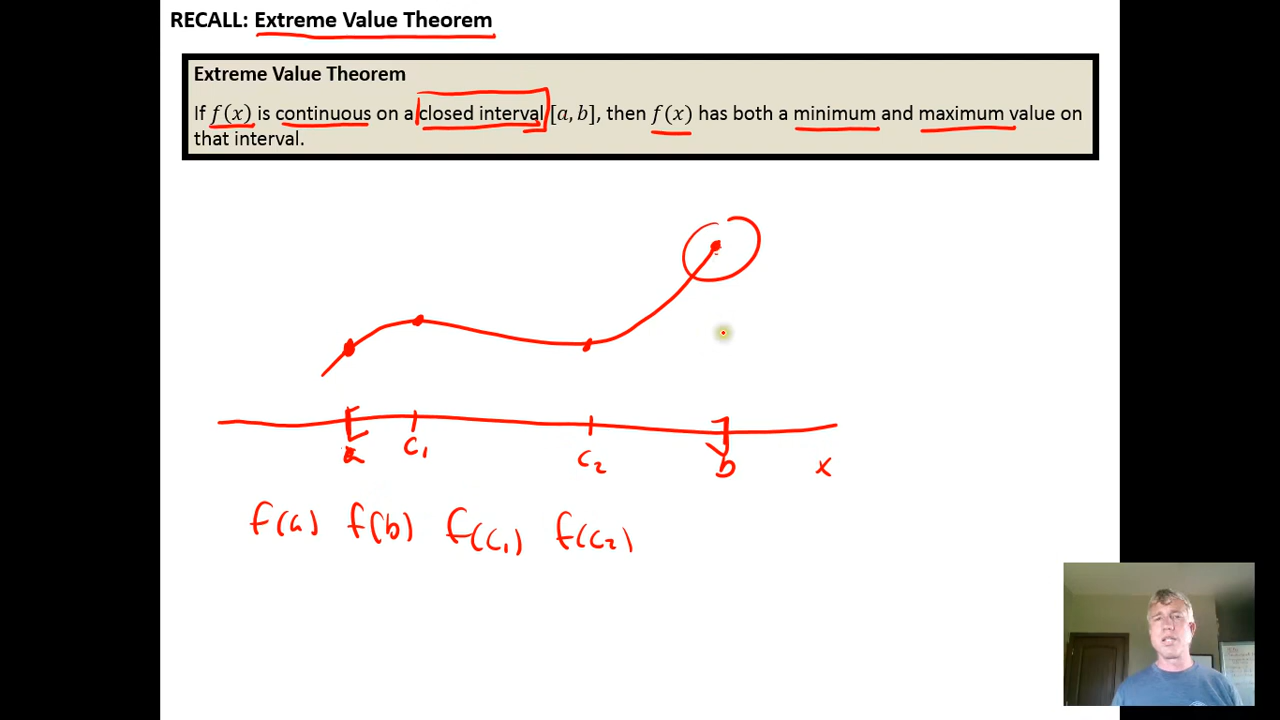 RECALL: Extreme Value Theorem
Extreme Value Theorem
If f(x) is continuous on a closed interval [a, b], then f(x) has both a minimum and maximum value on
that interval.
a c₁ c₂ b x
f(a) f(b) f(c₁) f(c₂)